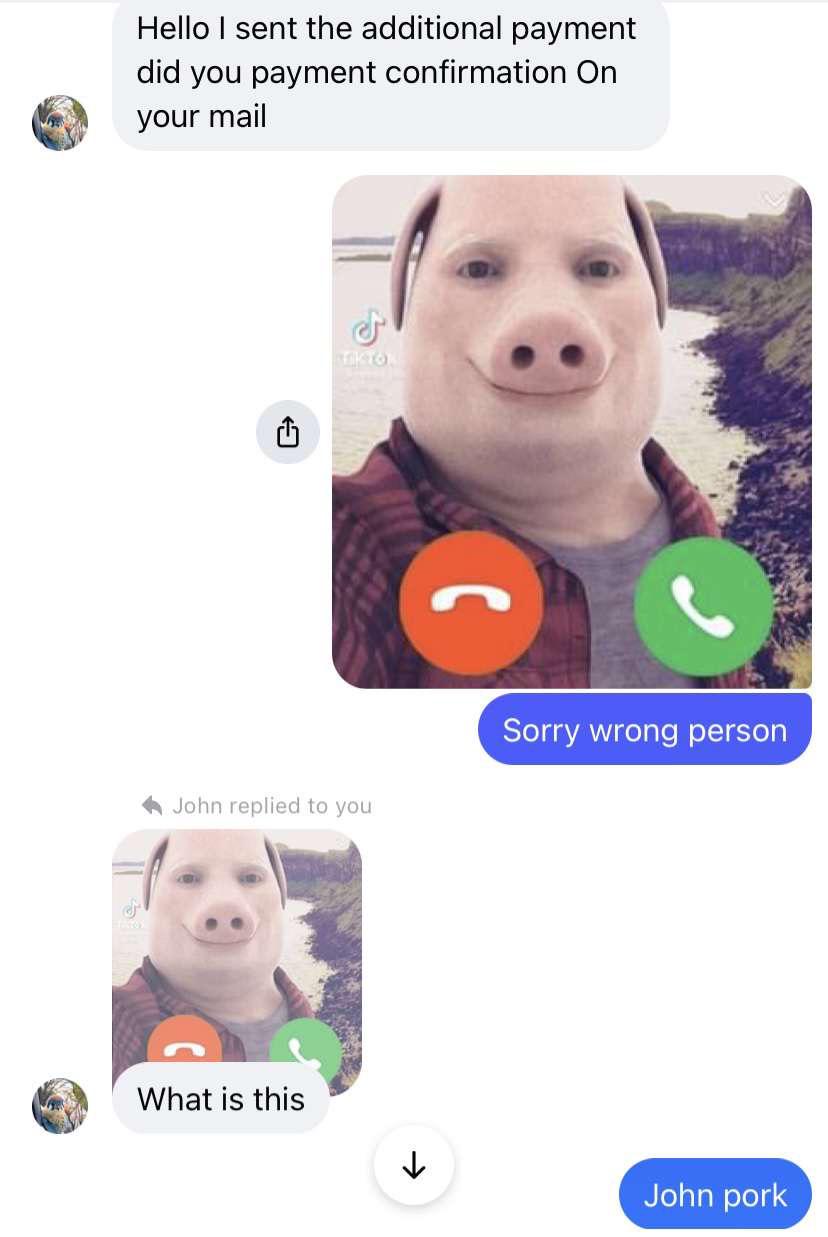 Hello I sent the additional payment
did you payment confirmation On
your mail
TikTok
Sorry wrong person
John replied to you
TikTok
What is this
John pork